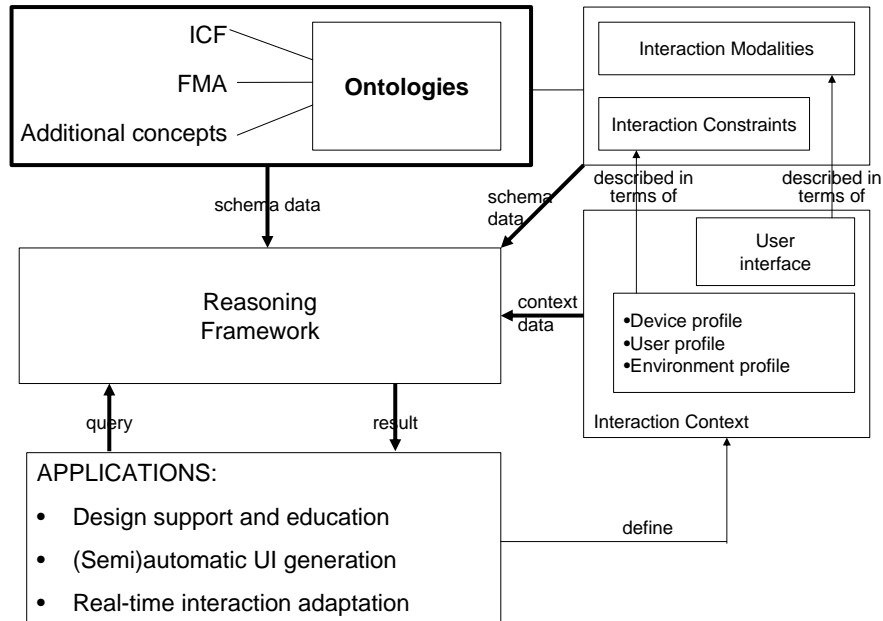 ICF
FMA
Additional concepts
Ontologies
Interaction Modalities
Interaction Constraints
schema data
schema
data
described in
terms of
described in
terms of
Reasoning
Framework
context
data
User
interface
•Device profile
•User profile
•Environment profile
Interaction Context
query
result
APPLICATIONS:
• Design support and education
• (Semi)automatic UI generation
• Real-time interaction adaptation
define